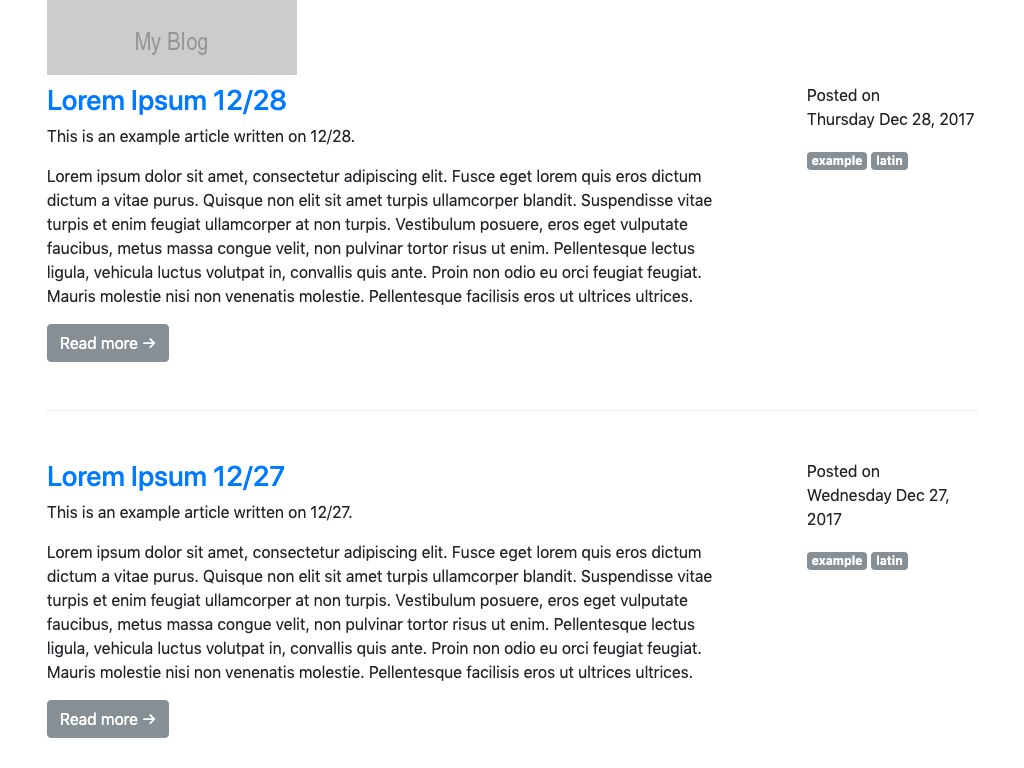 My Blog
Lorem Ipsum 12/28
This is an example article written on 12/28.
Lorem ipsum dolor sit amet, consectetur adipiscing elit. Fusce eget lorem quis eros dictum
dictum a vitae purus. Quisque non elit sit amet turpis ullamcorper blandit. Suspendisse vitae
turpis et enim feugiat ullamcorper at non turpis. Vestibulum posuere, eros eget vulputate
faucibus, metus massa congue velit, non pulvinar tortor risus ut enim. Pellentesque lectus
ligula, vehicula luctus volutpat in, convallis quis ante. Proin non odio eu orci feugiat feugiat.
Mauris molestie nisi non venenatis molestie. Pellentesque facilisis eros ut ultrices ultrices.
Read more →
Posted on
Thursday Dec 28, 2017
example latin
Lorem Ipsum 12/27
This is an example article written on 12/27.
Lorem ipsum dolor sit amet, consectetur adipiscing elit. Fusce eget lorem quis eros dictum
dictum a vitae purus. Quisque non elit sit amet turpis ullamcorper blandit. Suspendisse vitae
turpis et enim feugiat ullamcorper at non turpis. Vestibulum posuere, eros eget vulputate
faucibus, metus massa congue velit, non pulvinar tortor risus ut enim. Pellentesque lectus
ligula, vehicula luctus volutpat in, convallis quis ante. Proin non odio eu orci feugiat feugiat.
Mauris molestie nisi non venenatis molestie. Pellentesque facilisis eros ut ultrices ultrices.
Read more →
Posted on
Wednesday Dec 27,
2017
example latin